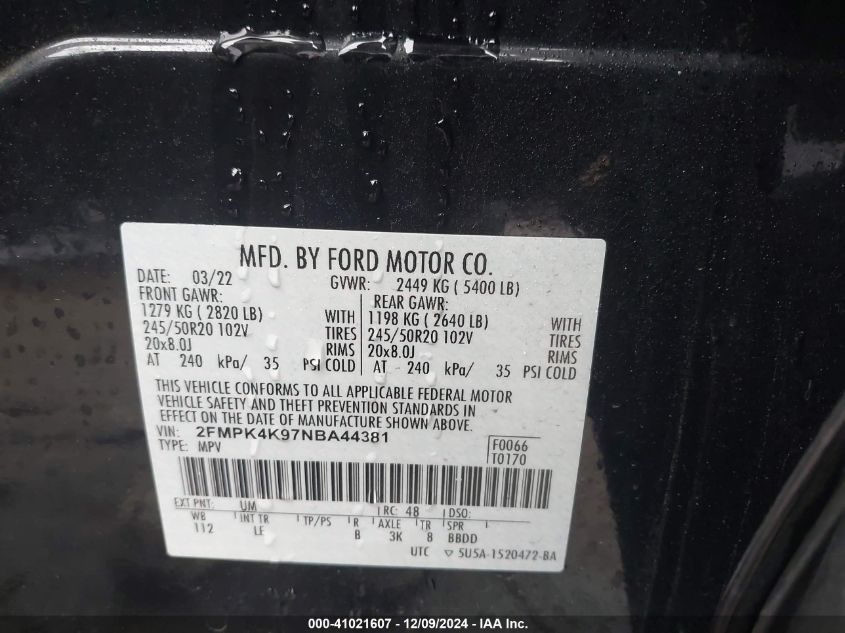 MFD. BY FORD MOTOR CO.
DATE: 03/22 GVWR: 2449 KG ( 5400 LB)
FRONT GAWR: REAR GAWR:
1279 KG ( 2820 LB) WITH 1198 KG ( 2640 LB) WITH
245/50R20 102V TIRES 245/50R20 102V TIRES
20x8.0J RIMS 20x8.0J RIMS
AT 240 kPa/ 35 PSI COLD AT 240 kPa/ 35 PSI COLD
THIS VEHICLE CONFORMS TO ALL APPLICABLE FEDERAL MOTOR
VEHICLE SAFETY AND THEFT PREVENTION STANDARDS IN
EFFECT ON THE DATE OF MANUFACTURE SHOWN ABOVE.
VIN: 2FMPK4K97NBA44381 F0066
TYPE: MPV T0170
EXT PNT: UM RC: 48 DSO:
WB INT TR TP/PS R AXLE TR SPR
112 LE B 3K 8 BBDD
UTC ▽ 5U5A-1520472-BA
000-41021607 - 12/09/2024 - IAA Inc.